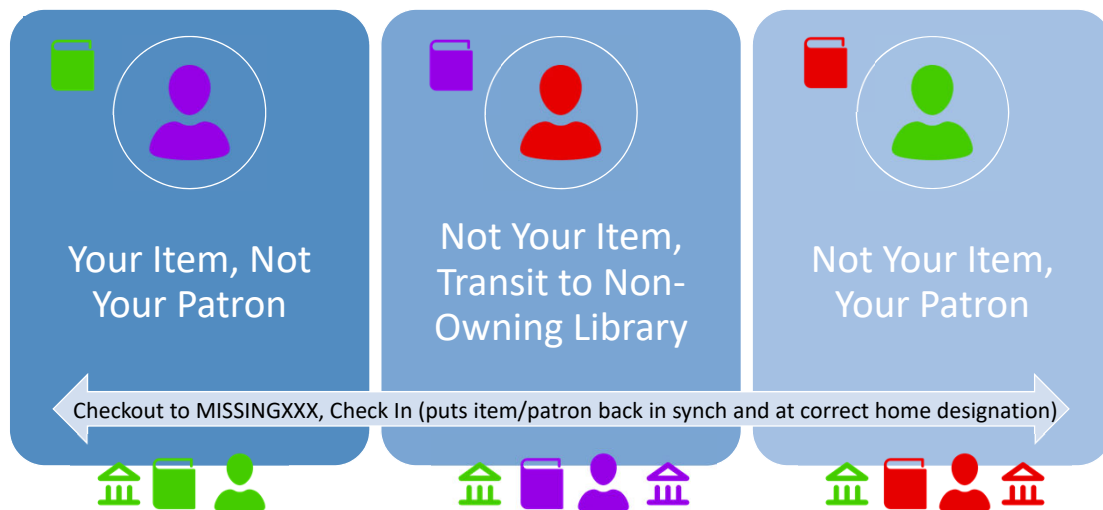 Your Item, Not
Your Patron
Not Your Item,
Transit to Non-
Owning Library
Not Your Item,
Your Patron
Checkout to MISSINGXXX, Check In (puts item/patron back in synch and at correct home designation)